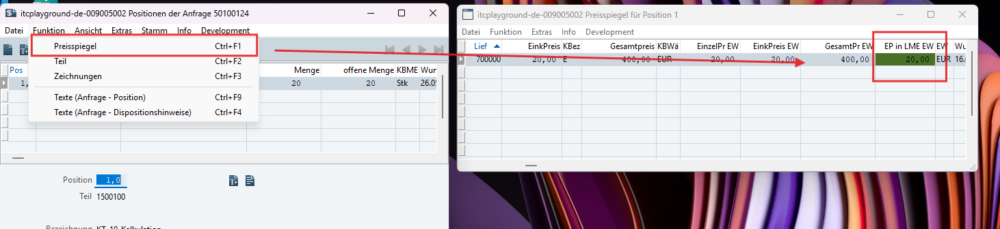 itcplayground-de-009005002 Positionen der Anfrage 50100124
Datei Funktion Ansicht Extras Stamm Info Development
Preisspiegel Ctrl+F1
Teil Ctrl+F2
Zeichnungen Ctrl+F3
Texte (Anfrage - Position) Ctrl+F9
Texte (Anfrage - Dispositionshinweise) Ctrl+F4
Pos Menge offene Menge KBME Wun
1, 20 20 Stk 26.05
Position 1,0
Teil 1500100
Bezeichnung KT-10-Kalkulation
itcplayground-de-009005002 Preisspiegel für Position 1
Datei Funktion Extras Info Development
Lief EinkPreis KBez Gesamtpreis KBWä EinzelPr EW EinkPreis EW GesamtPr EW EP in LME EW EW Wu
700000 20,00 E 400,00 EUR 20,00 20,00 400,00 20,00 EUR 16.